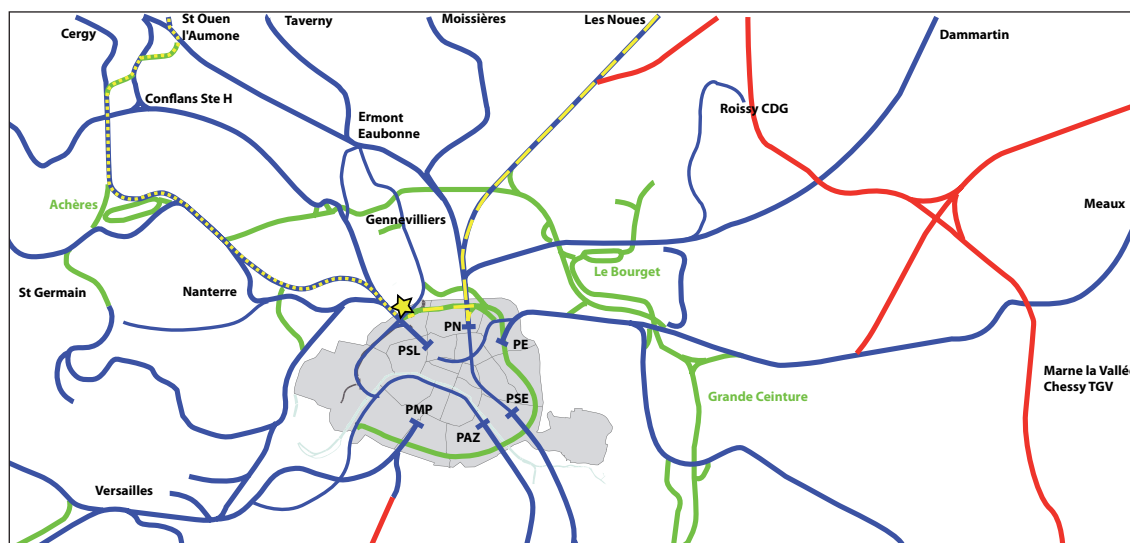 St Ouen
l'Aumone
Taverny
Moissières
Les Noues
Cergy
Dammartin
Conflans Ste H
Roissy CDG
Ermont
Eaubonne
Achères
Gennevilliers
Meaux
Le Bourget
St Germain
Nanterre
PN
PSL
PE
Marne la Vallée
Chessy TGV
Grande Ceinture
PSE
PMP
PAZ
Versailles